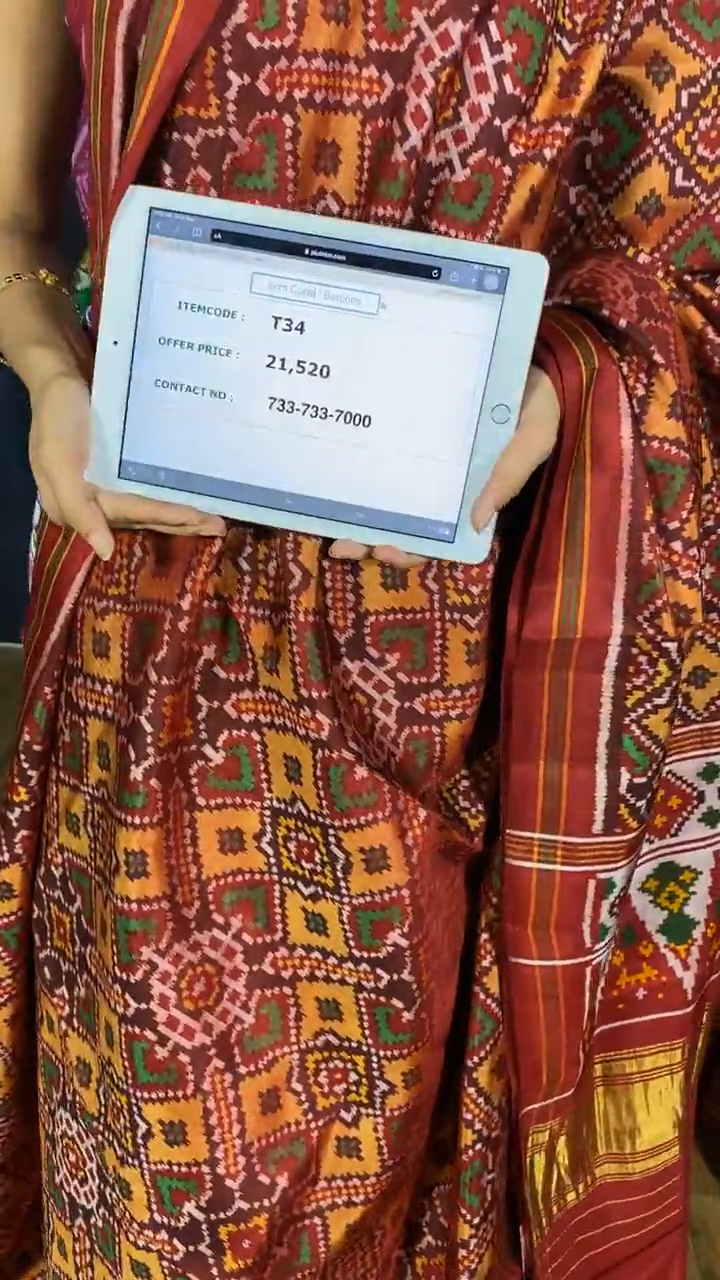 ITEMCODE : T34
OFFER PRICE : 21,520
CONTACT NO : 733-733-7000